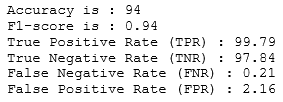 Accuracy is : 94
F1-score is : 0.94
True Positive Rate (TPR) : 99.79
True Negative Rate (TNR) : 97.84
False Negative Rate (FNR) : 0.21
False Positive Rate (FPR) : 2.16